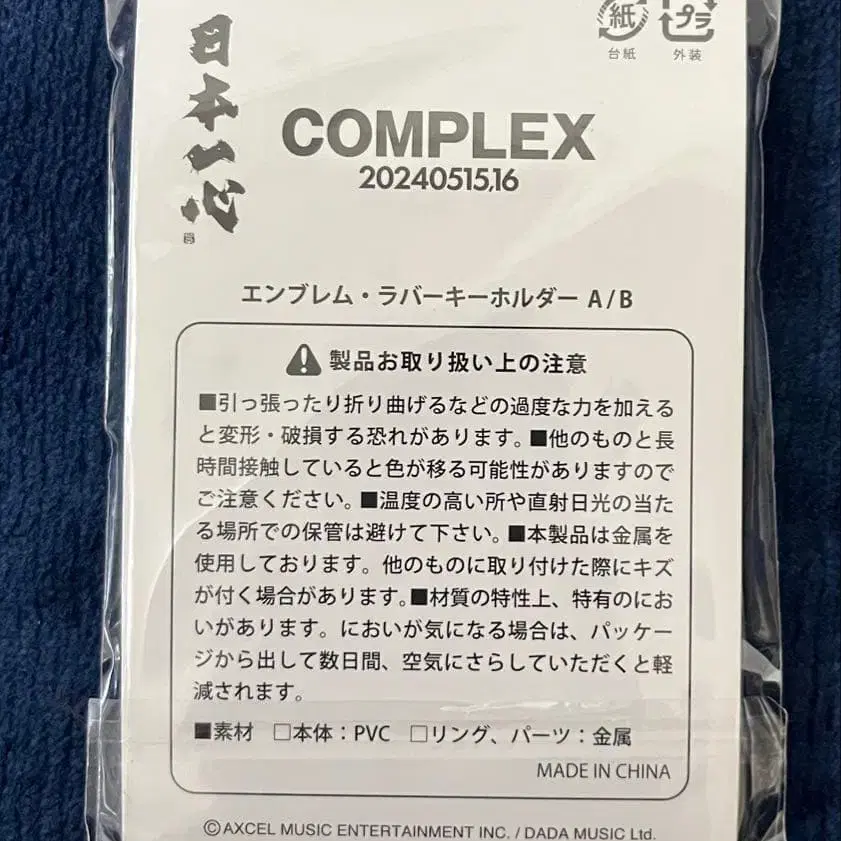 日本一心
紙
プラ
台紙
外装
COMPLEX
20240515,16
エンブレム・ラバーキーホルダー A/B
製品お取り扱い上の注意
■引っ張ったり折り曲げるなどの過度な力を加える
と変形・破損する恐れがあります。■他のものと長
時間接触していると色が移る可能性がありますので
ご注意ください。■温度の高い所や直射日光の当た
る場所での保管は避けて下さい。■本製品は金属を
使用しております。他のものに取り付けた際にキズ
が付く場合があります。■材質の特性上、特有のにお
いがあります。においが気になる場合は、パッケー
ジから出して数日間、空気にさらしていただくと軽
減されます。
■素材 □本体：PVC □リング、パーツ：金属
MADE IN CHINA
©AXCEL MUSIC ENTERTAINMENT INC. / DADA MUSIC Ltd.